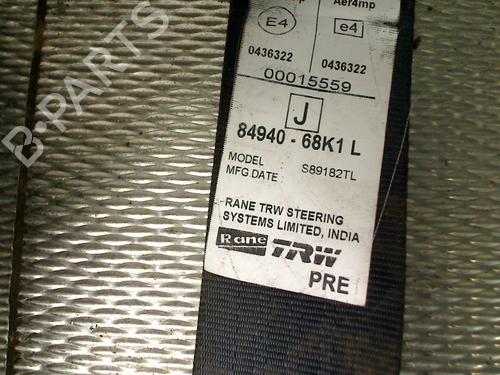 Aer4mp
E4
e4
0436322
0436322
00015559
J
84940 - 68K1 L
MODEL S89182TL
MFG.DATE
RANE TRW STEERING
SYSTEMS LIMITED, INDIA
Rane TRW
PRE
B-PARTS